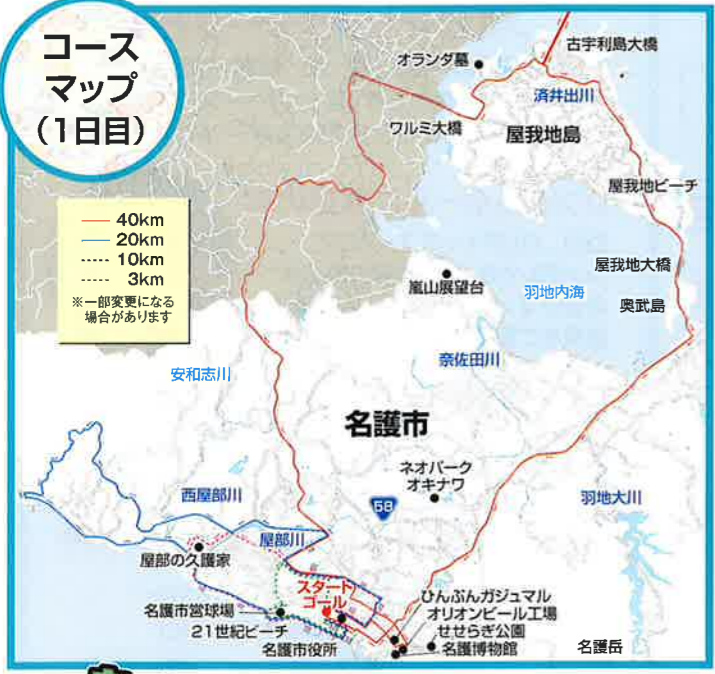 コース
マップ
(1日目)
40km
20km
10km
3km
※一部変更になる
場合があります
オランダ墓
古宇利島大橋
済井出川
ワルミ大橋
屋我地島
屋我地ビーチ
屋我地大橋
嵐山展望台
羽地内海
奥武島
安和志川
奈佐田川
名護市
ネオパーク
オキナワ
西屋部川
58
羽地大川
屋部川
屋部の久護家
スタート
ゴール
ひんぷんガジュマル
オリオンビール工場
名護市営球場
21世紀ビーチ
せせらぎ公園
名護市役所
名護博物館
名護岳